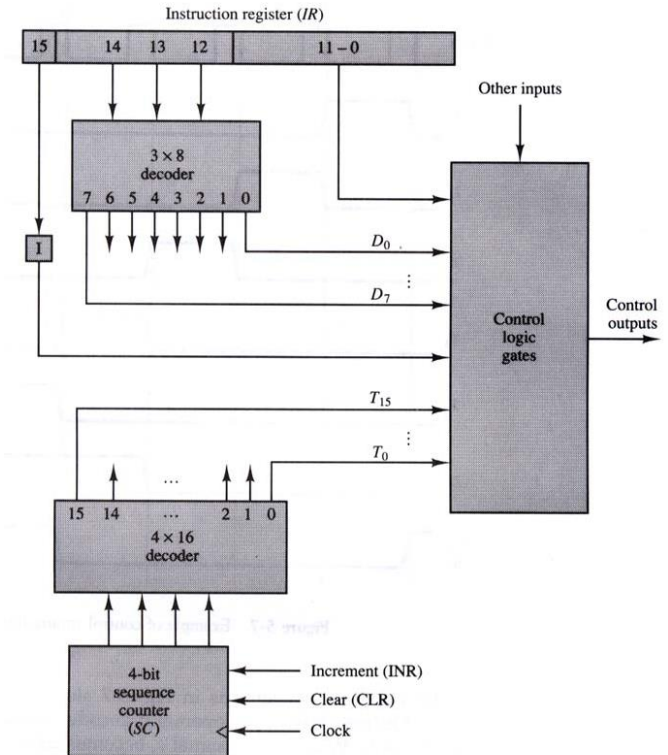 Instruction register (IR)
15 14 13 12 11 – 0
Other inputs
3 × 8
decoder
7 6 5 4 3 2 1 0
I
D0
⋮
D7
Control
logic
gates
Control
outputs
T15
⋮
T0
...
15 14 ... 2 1 0
4 × 16
decoder
4-bit
sequence
counter
(SC)
Increment (INR)
Clear (CLR)
Clock